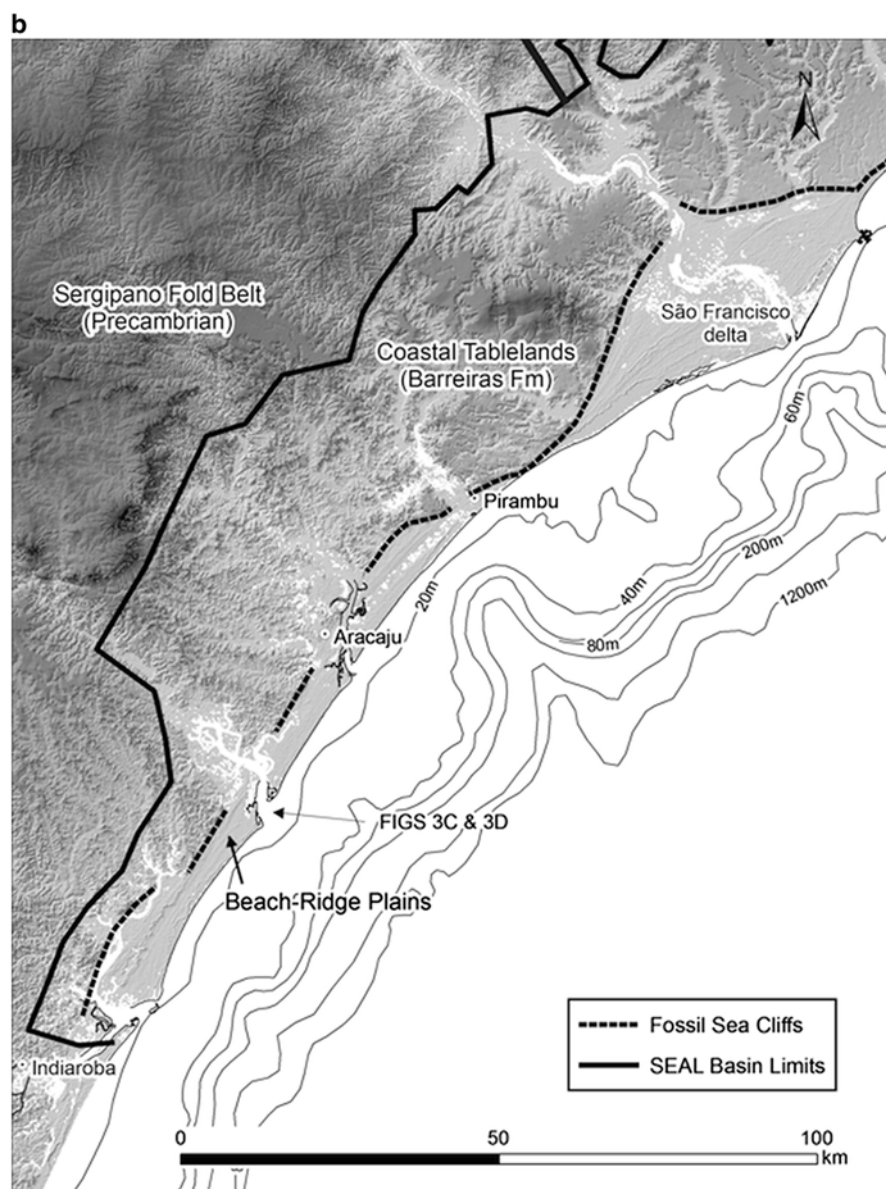 b
N
Sergipano Fold Belt
(Precambrian)
São Francisco
delta
Coastal Tablelands
(Barreiras Fm)
60m
Pirambu
200m
40m
20m
1200m
80m
Aracaju
FIGS 3C & 3D
Beach-Ridge Plains
Fossil Sea Cliffs
SEAL Basin Limits
Indiaroba
0
50
100
km